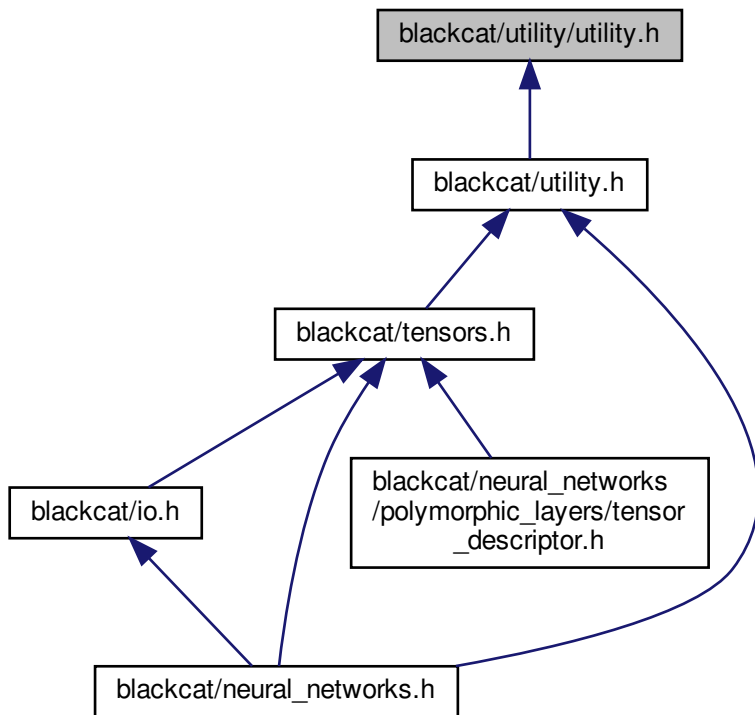 blackcat/utility/utility.h
blackcat/utility.h
blackcat/tensors.h
blackcat/io.h
blackcat/neural_networks
/polymorphic_layers/tensor
_descriptor.h
blackcat/neural_networks.h